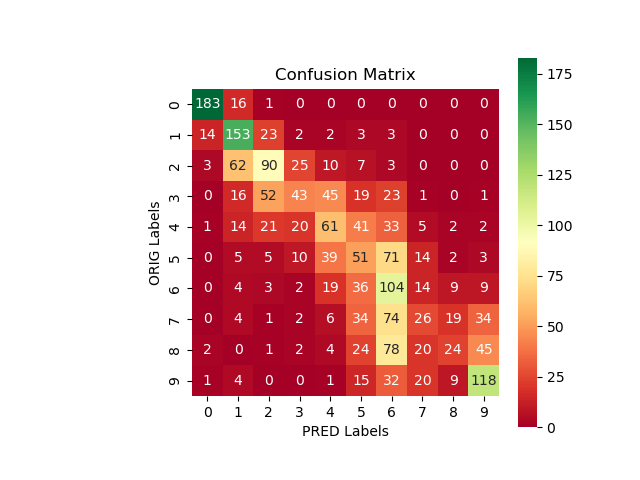 Confusion Matrix
0 183 16 1 0 0 0 0 0 0 0
1 14 153 23 2 2 3 3 0 0 0
2 3 62 90 25 10 7 3 0 0 0
3 0 16 52 43 45 19 23 1 0 1
4 1 14 21 20 61 41 33 5 2 2
5 0 5 5 10 39 51 71 14 2 3
6 0 4 3 2 19 36 104 14 9 9
7 0 4 1 2 6 34 74 26 19 34
8 2 0 1 2 4 24 78 20 24 45
9 1 4 0 0 1 15 32 20 9 118
0 1 2 3 4 5 6 7 8 9
PRED Labels
ORIG Labels
175
150
125
100
75
50
25
0